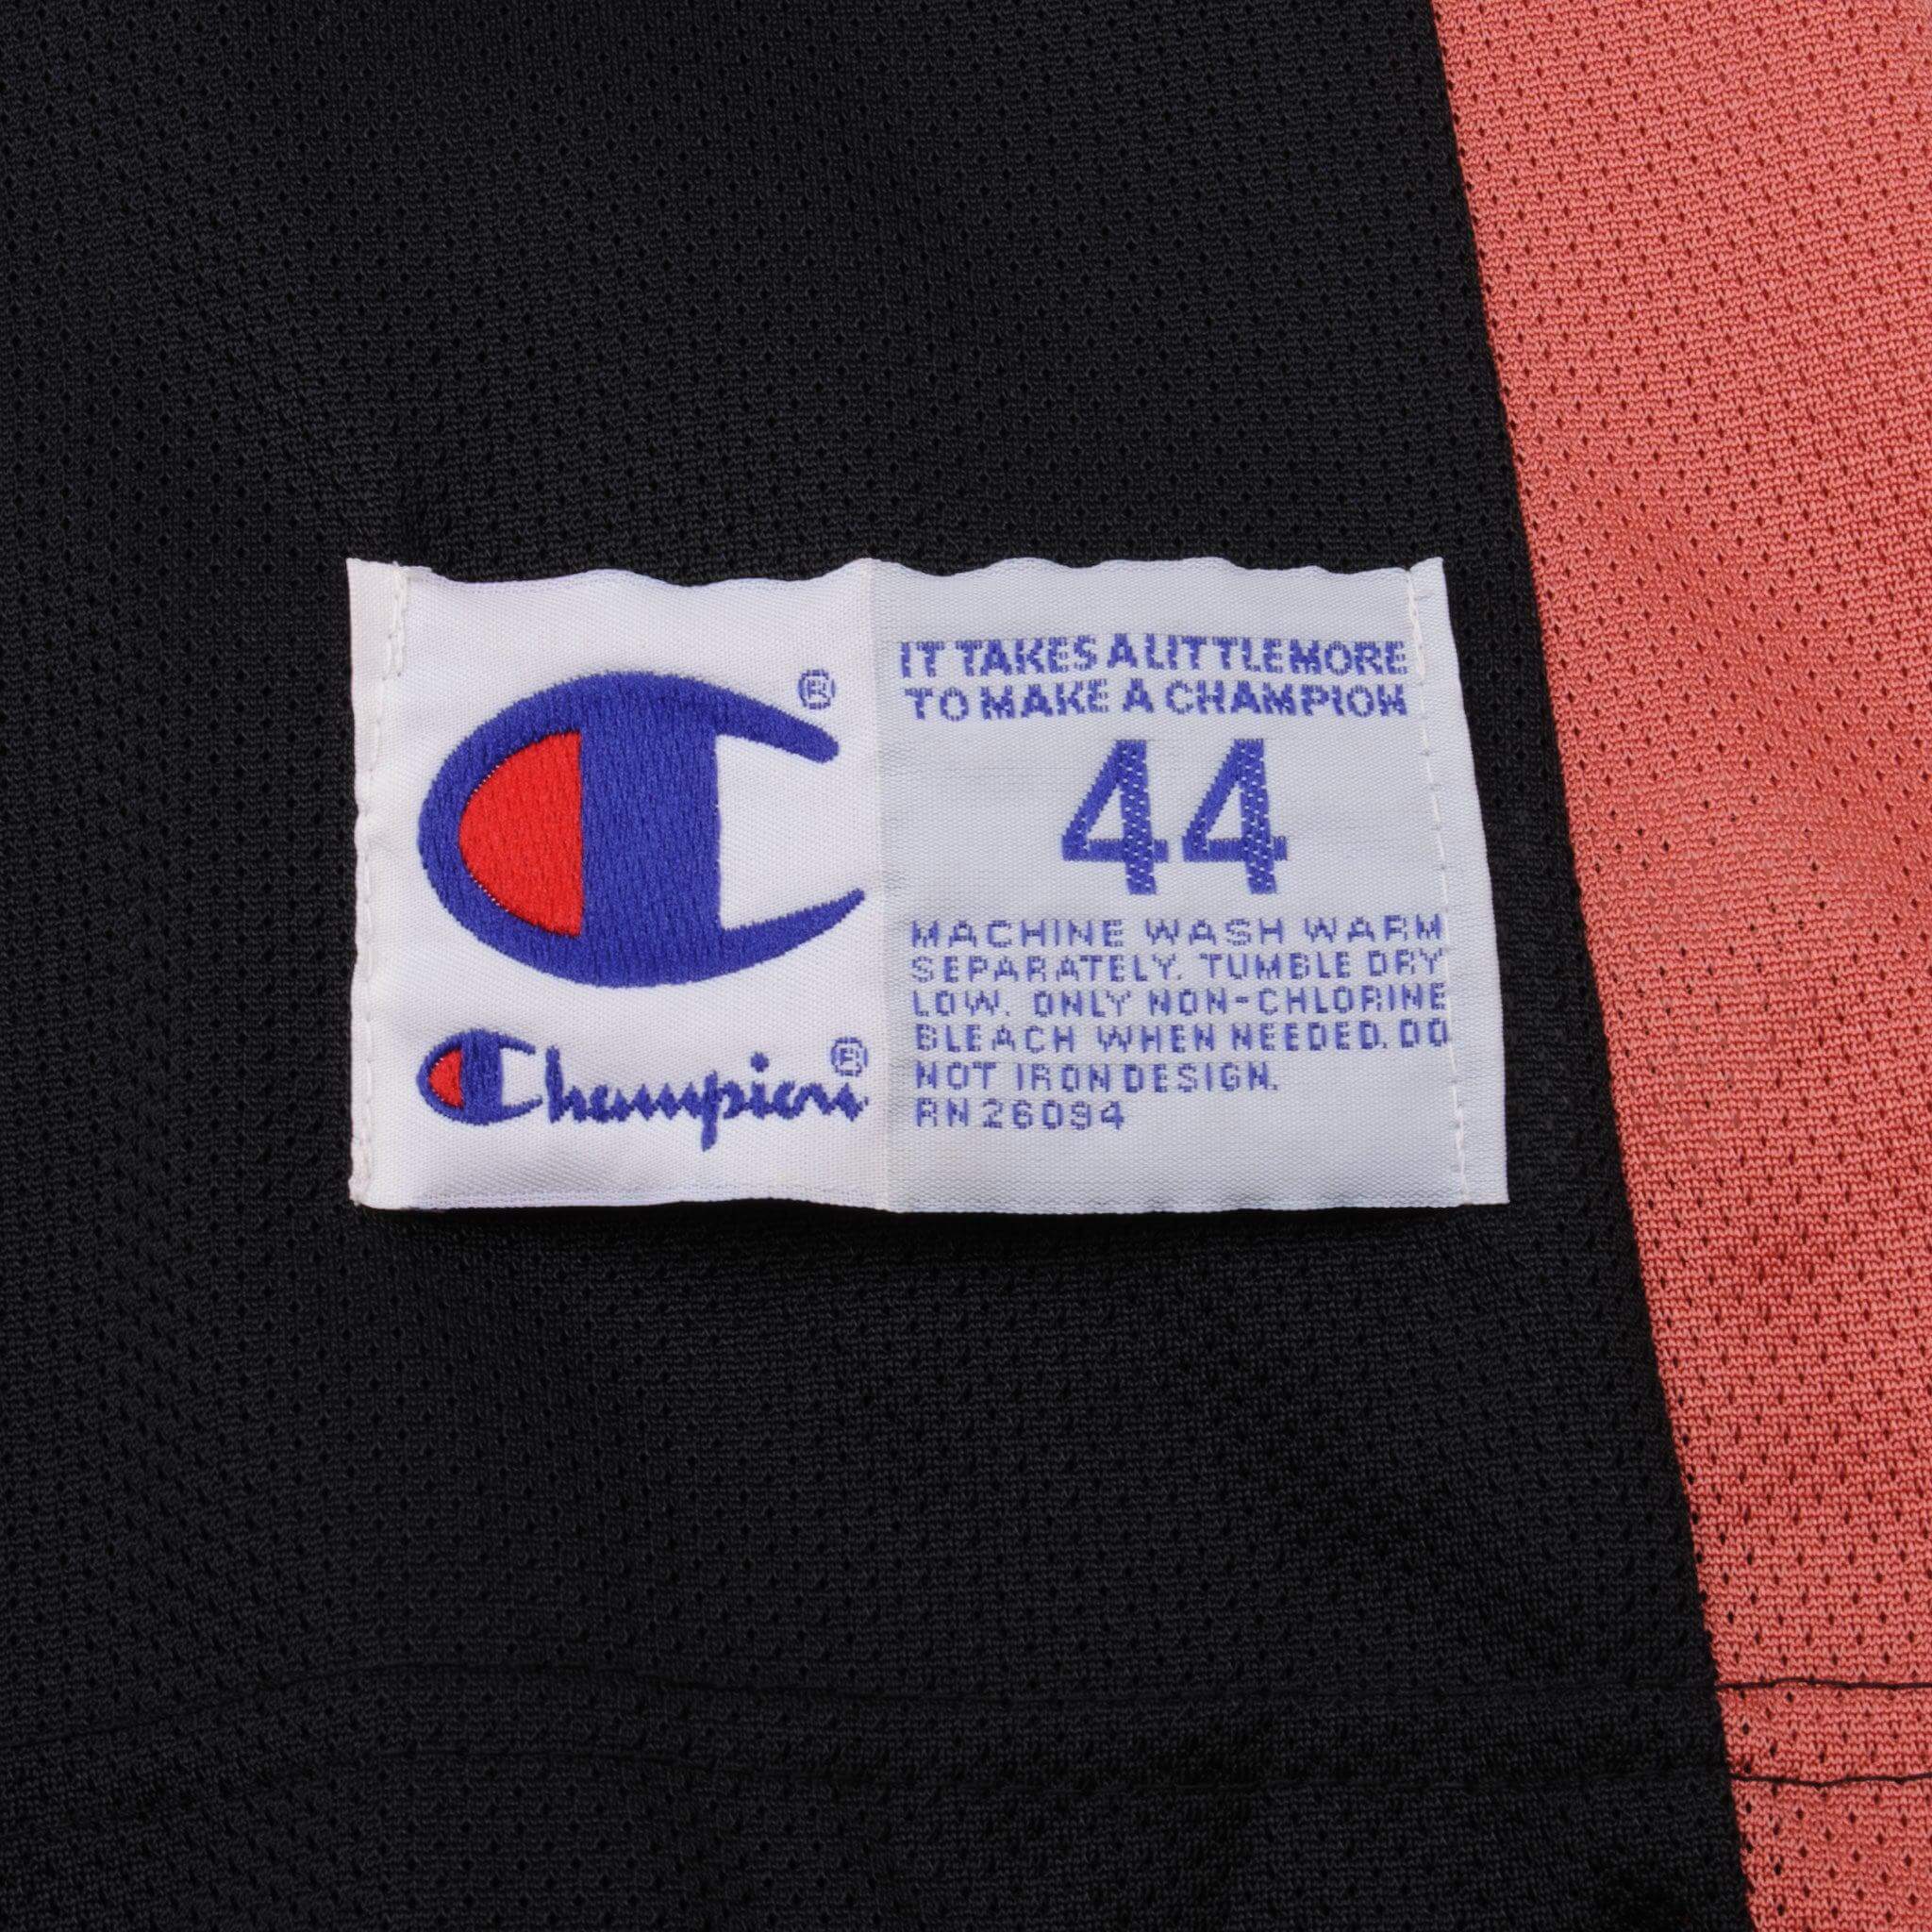 ®
Champion®
IT TAKES A LITTLE MORE
TO MAKE A CHAMPION
44
MACHINE WASH WARM
SEPARATELY. TUMBLE DRY
LOW. ONLY NON-CHLORINE
BLEACH WHEN NEEDED. DO
NOT IRON DESIGN.
RN 26094